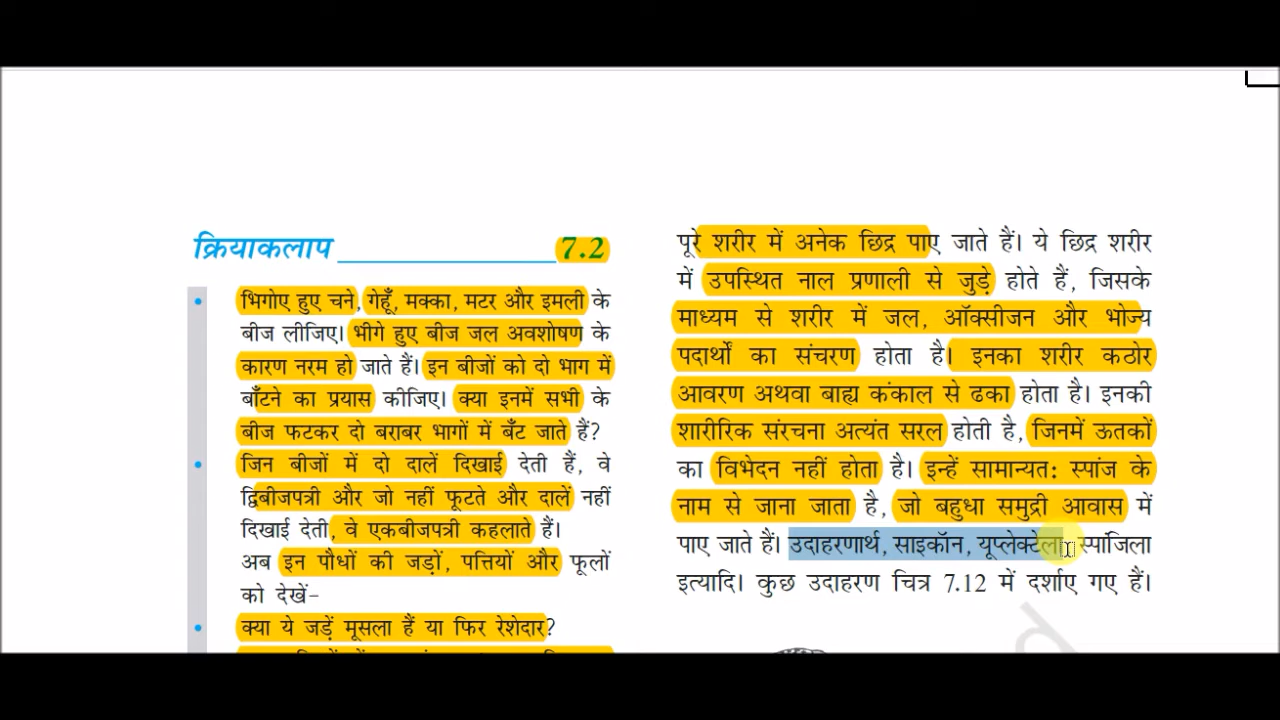 क्रियाकलाप 7.2
• भिगोए हुए चने, गेहूँ, मक्का, मटर और इमली के
बीज लीजिए। भीगे हुए बीज जल अवशोषण के
कारण नरम हो जाते हैं। इन बीजों को दो भाग में
बाँटने का प्रयास कीजिए। क्या इनमें सभी के
बीज फटकर दो बराबर भागों में बँट जाते हैं?
• जिन बीजों में दो दालें दिखाई देती हैं, वे
द्विबीजपत्री और जो नहीं फूटते और दालें नहीं
दिखाई देती, वे एकबीजपत्री कहलाते हैं।
अब इन पौधों की जड़ों, पत्तियों और फूलों
को देखें–
• क्या ये जड़ें मूसला हैं या फिर रेशेदार?
पूरे शरीर में अनेक छिद्र पाए जाते हैं। ये छिद्र शरीर
में उपस्थित नाल प्रणाली से जुड़े होते हैं, जिसके
माध्यम से शरीर में जल, ऑक्सीजन और भोज्य
पदार्थों का संचरण होता है। इनका शरीर कठोर
आवरण अथवा बाह्य कंकाल से ढका होता है। इनकी
शारीरिक संरचना अत्यंत सरल होती है, जिनमें ऊतकों
का विभेदन नहीं होता है। इन्हें सामान्यत: स्पांज के
नाम से जाना जाता है, जो बहुधा समुद्री आवास में
पाए जाते हैं। उदाहरणार्थ, साइकॉन, यूप्लेक्टेला स्पांजिला
इत्यादि। कुछ उदाहरण चित्र 7.12 में दर्शाए गए हैं।